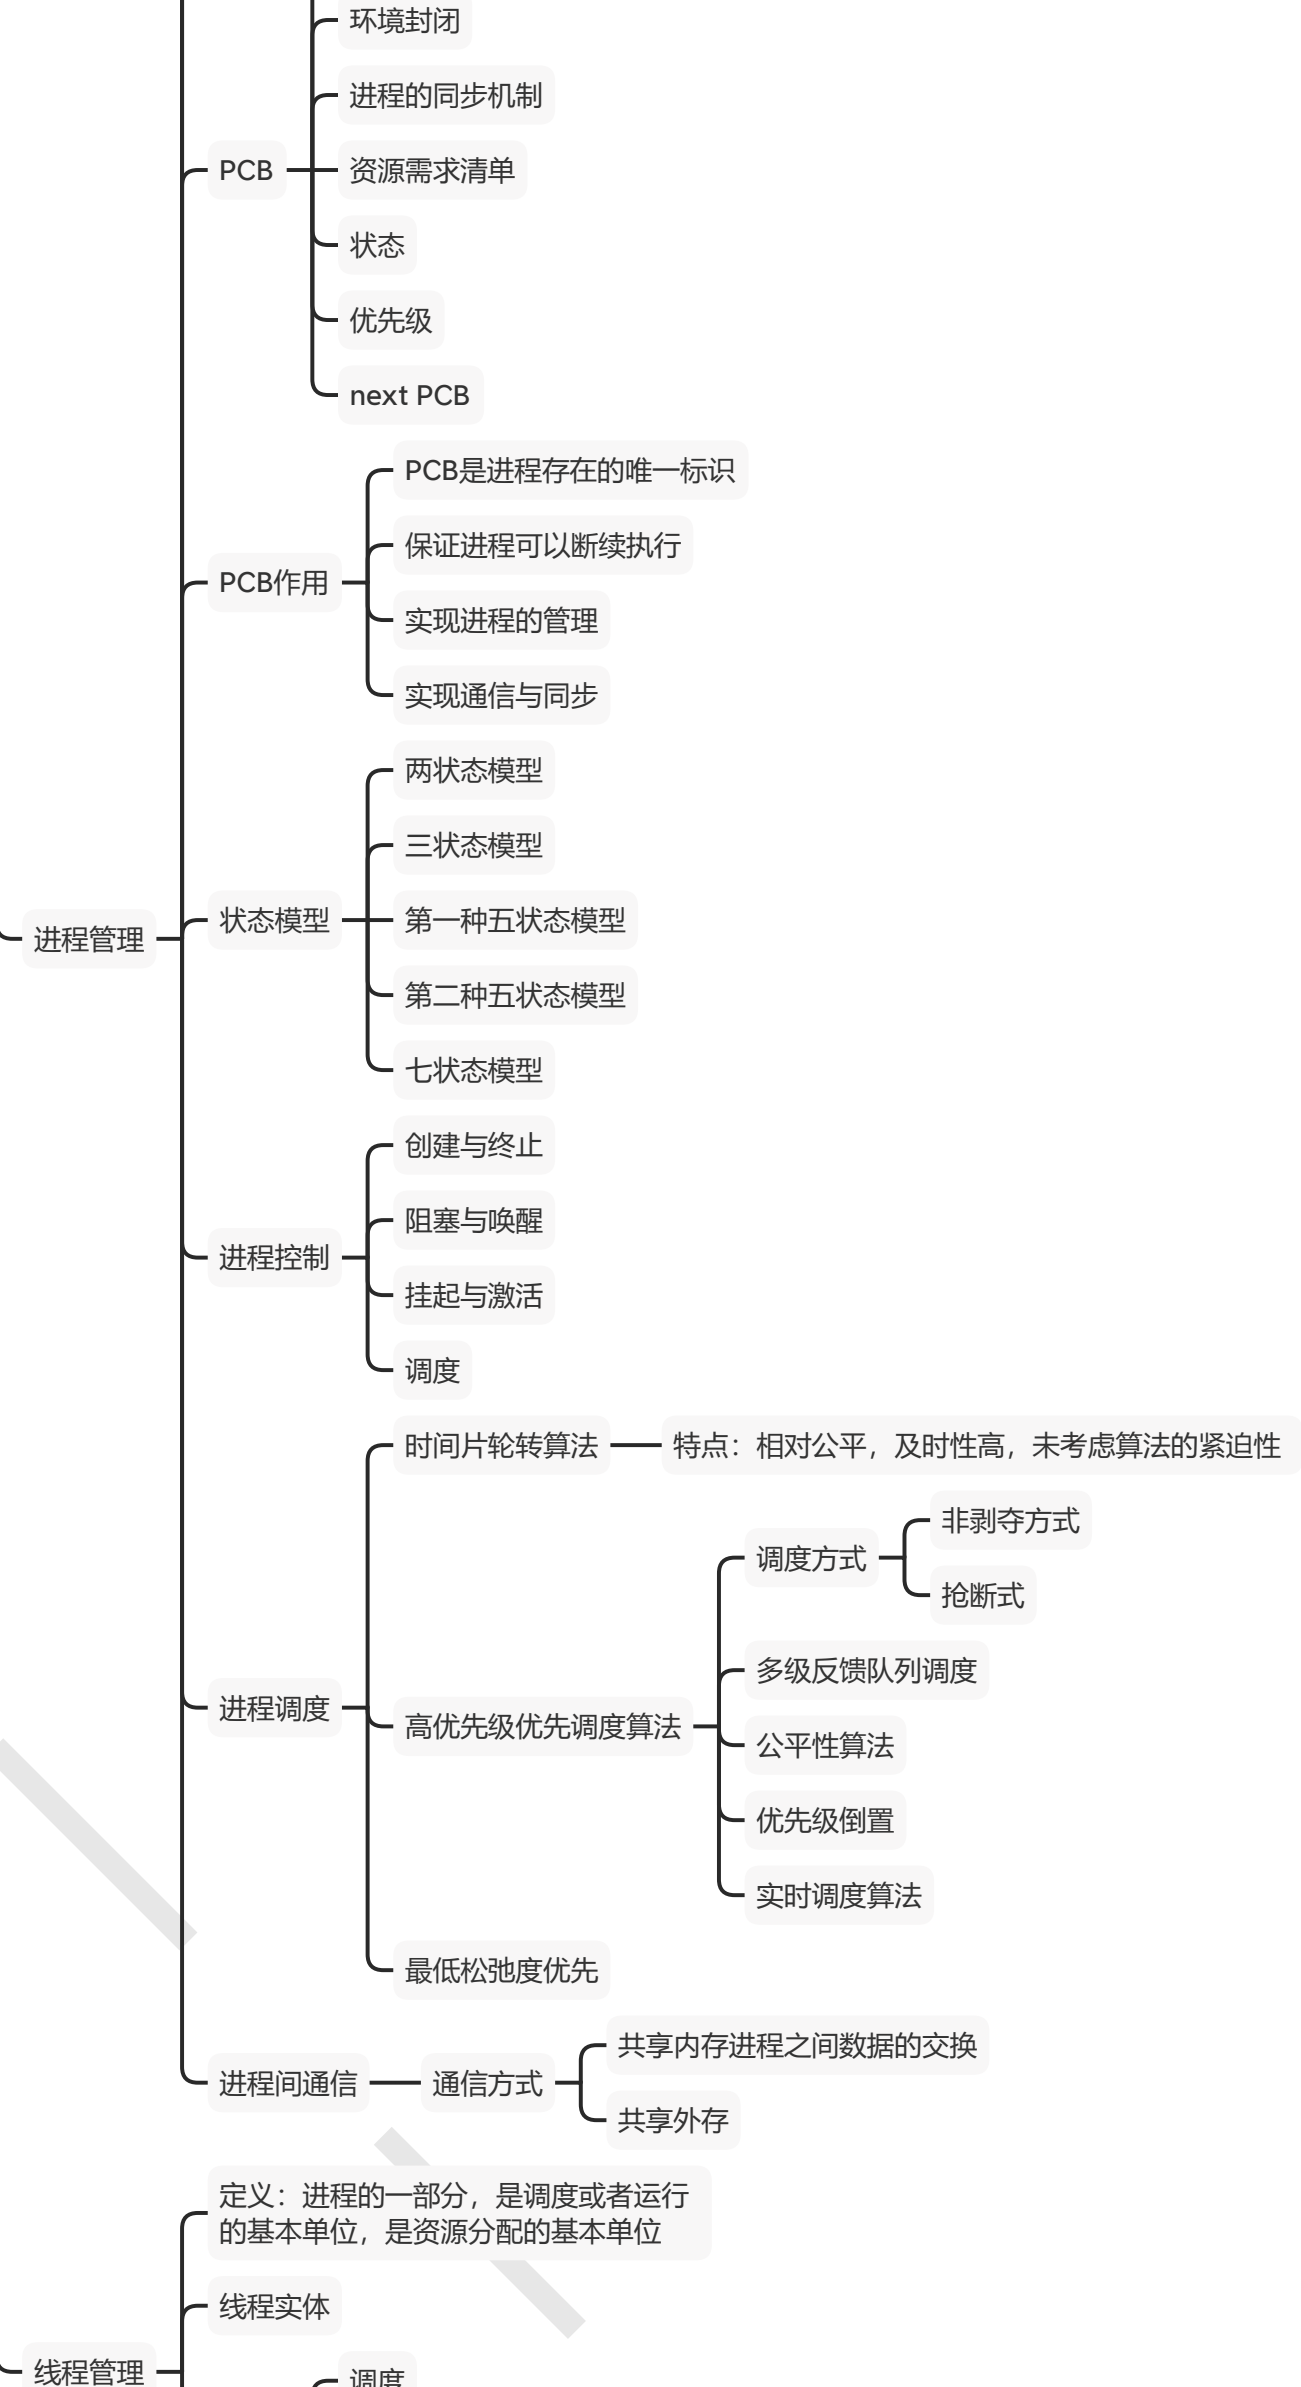 环境封闭
进程的同步机制
PCB
资源需求清单
状态
优先级
next PCB
PCB是进程存在的唯一标识
保证进程可以断续执行
PCB作用
实现进程的管理
实现通信与同步
两状态模型
三状态模型
进程管理
状态模型
第一种五状态模型
第二种五状态模型
七状态模型
创建与终止
阻塞与唤醒
进程控制
挂起与激活
调度
时间片轮转算法
特点：相对公平，及时性高，未考虑算法的紧迫性
非剥夺方式
调度方式
抢断式
多级反馈队列调度
进程调度
高优先级优先调度算法
公平性算法
优先级倒置
实时调度算法
最低松弛度优先
共享内存进程之间数据的交换
进程间通信
通信方式
共享外存
定义：进程的一部分，是调度或者运行
的基本单位，是资源分配的基本单位
线程实体
线程管理
调度